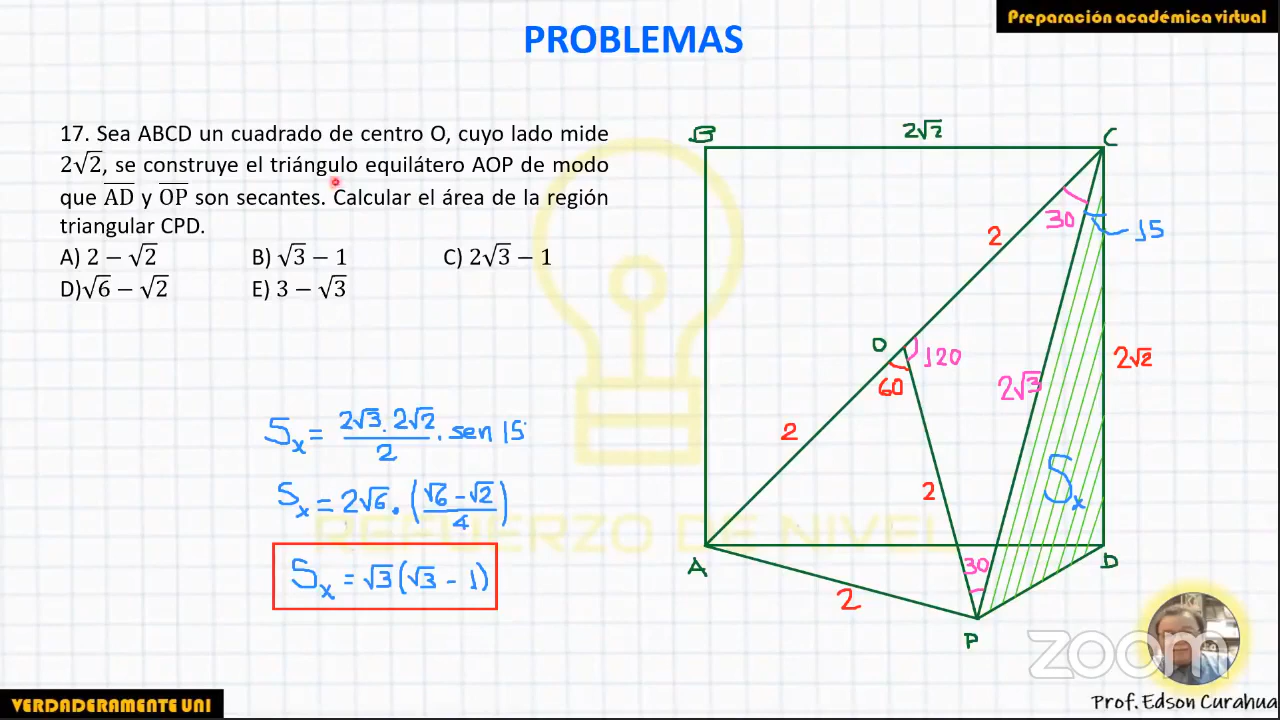 Preparación académica virtual
PROBLEMAS
17. Sea ABCD un cuadrado de centro O, cuyo lado mide
2√2, se construye el triángulo equilátero AOP de modo
que A̅D̅ y O̅P̅ son secantes. Calcular el área de la región
triangular CPD.
A) 2 − √2 B) √3 − 1 C) 2√3 − 1
D)√6 − √2 E) 3 − √3
B 2√2 C
30 15
2
O 120
60 2√3 2√2
2
2 Sx
A 30 D
2
P
Sx = 2√3 . 2√2 / 2 . sen 15
Sx = 2√6 . (√6 − √2 / 4)
Sx = √3 (√3 − 1)
REFUERZO DE NIVEL
zoom
VERDADERAMENTE UNI
Prof. Edson Curahua